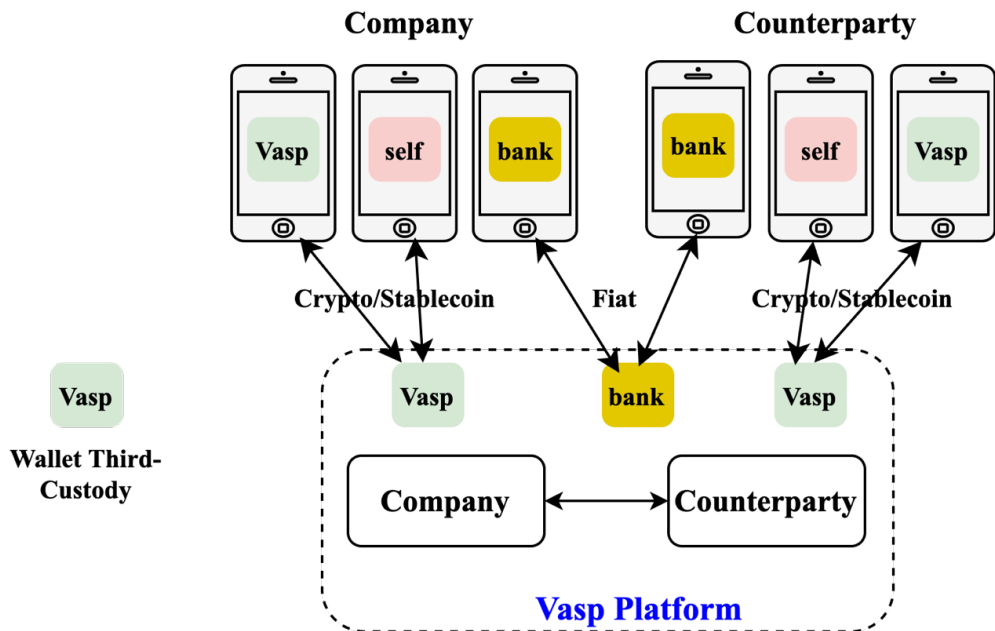 Company
Counterparty
Vasp
self
bank
bank
self
Vasp
Crypto/Stablecoin
Fiat
Crypto/Stablecoin
Vasp
Vasp
bank
Vasp
Wallet Third-
Custody
Company
Counterparty
Vasp Platform